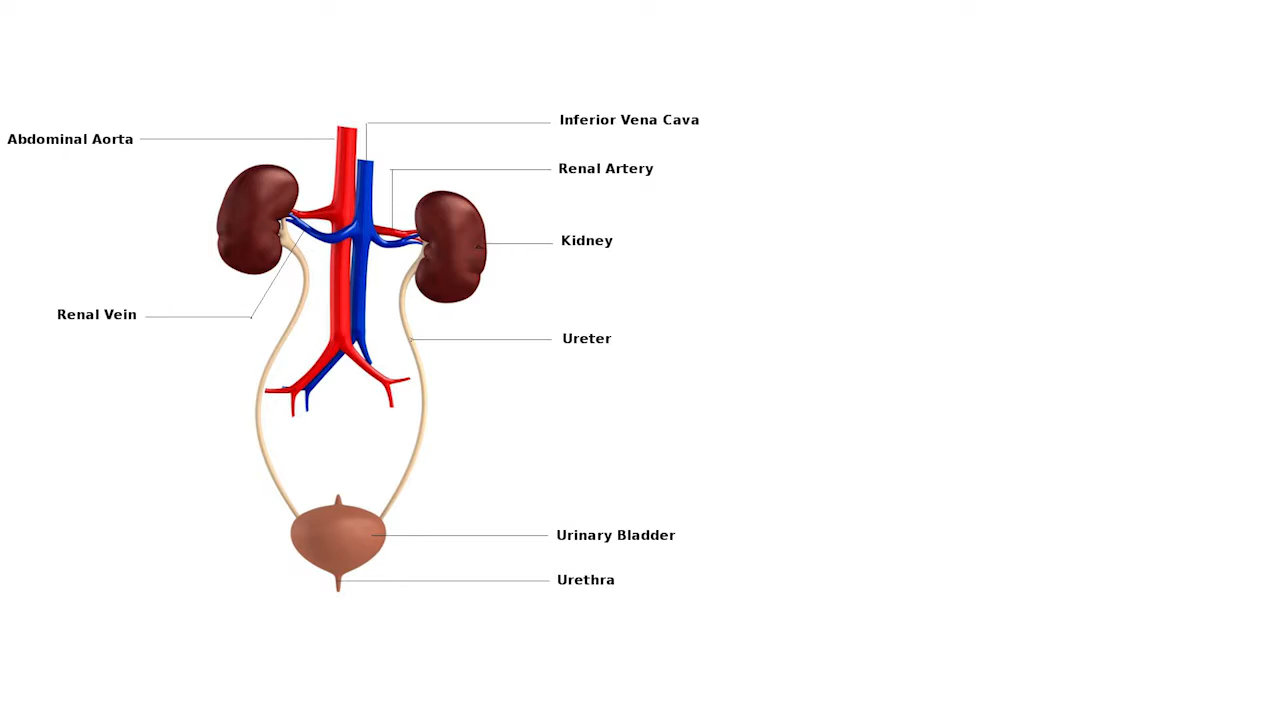 Inferior Vena Cava
Abdominal Aorta
Renal Artery
Kidney
Renal Vein
Ureter
Urinary Bladder
Urethra